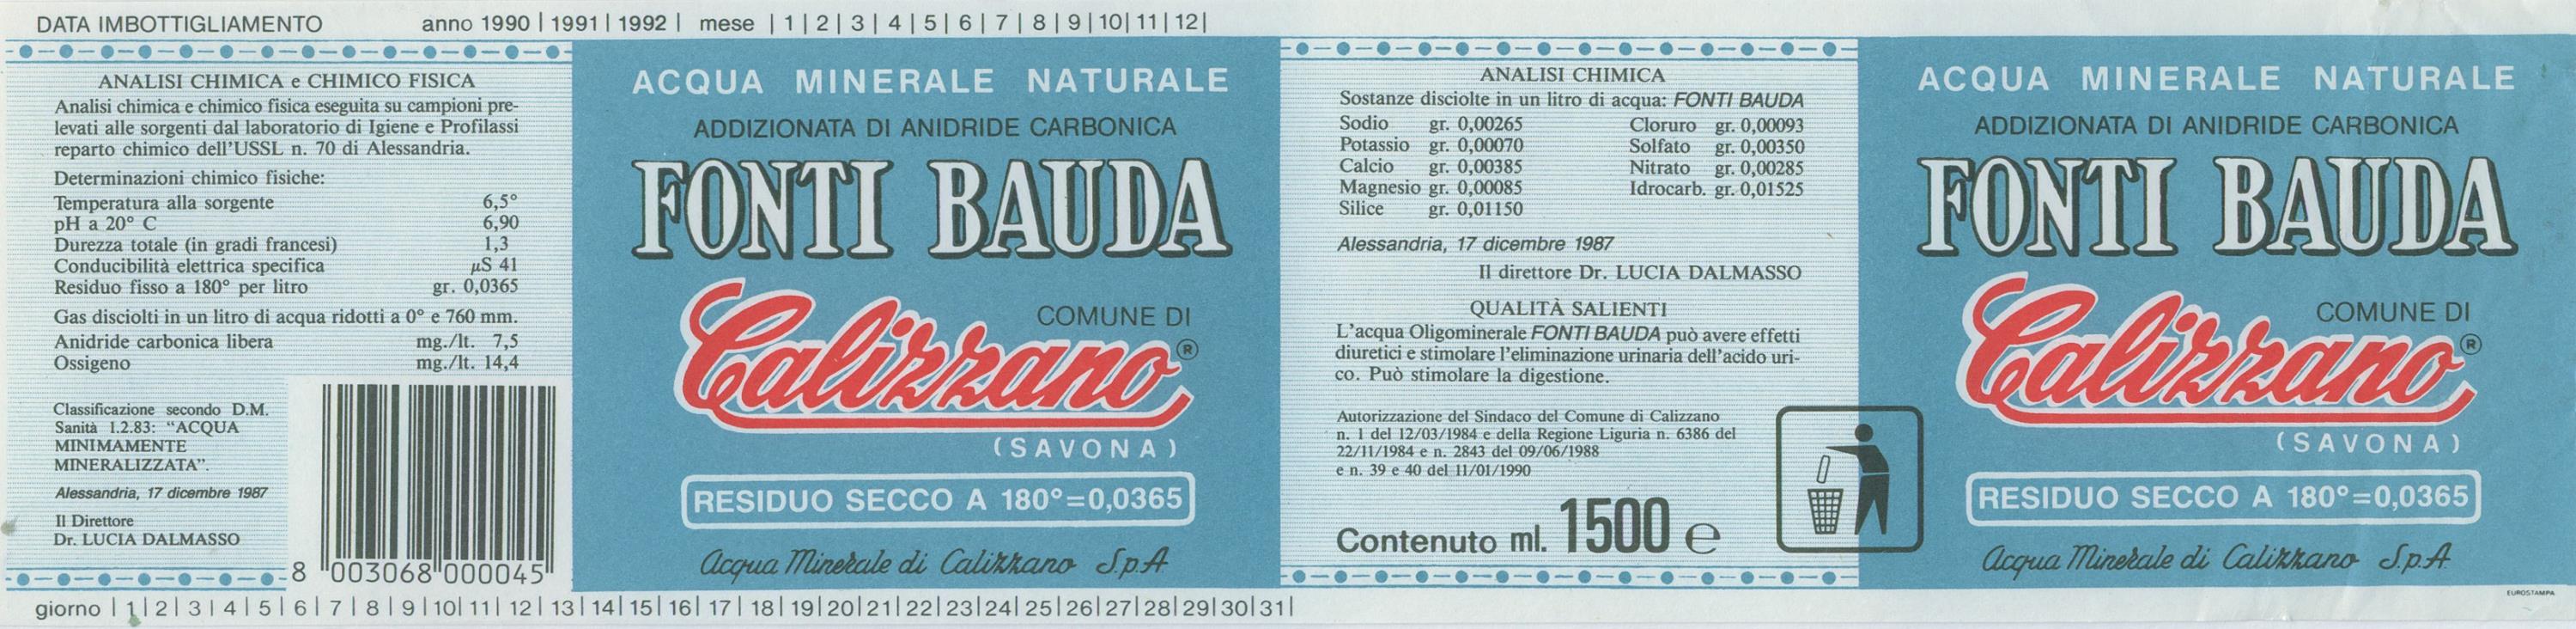 DATA IMBOTTIGLIAMENTO anno 1990 | 1991 | 1992 | mese | 1 | 2 | 3 | 4 | 5 | 6 | 7 | 8 | 9 | 10 | 11 | 12 |
ANALISI CHIMICA e CHIMICO FISICA
Analisi chimica e chimico fisica eseguita su campioni pre-
levati alle sorgenti dal laboratorio di Igiene e Profilassi
reparto chimico dell'USSL n. 70 di Alessandria.
Determinazioni chimico fisiche:
Temperatura alla sorgente 6,5°
pH a 20° C 6,90
Durezza totale (in gradi francesi) 1,3
Conducibilità elettrica specifica µS 41
Residuo fisso a 180° per litro gr. 0,0365
Gas disciolti in un litro di acqua ridotti a 0° e 760 mm.
Anidride carbonica libera mg./lt. 7,5
Ossigeno mg./lt. 14,4
Classificazione secondo D.M.
Sanità 1.2.83: "ACQUA
MINIMAMENTE
MINERALIZZATA".
Alessandria, 17 dicembre 1987
Il Direttore
Dr. LUCIA DALMASSO
8 003068 000045
giorno | 1 | 2 | 3 | 4 | 5 | 6 | 7 | 8 | 9 | 10 | 11 | 12 | 13 | 14 | 15 | 16 | 17 | 18 | 19 | 20 | 21 | 22 | 23 | 24 | 25 | 26 | 27 | 28 | 29 | 30 | 31 |
ACQUA MINERALE NATURALE
ADDIZIONATA DI ANIDRIDE CARBONICA
FONTI BAUDA
COMUNE DI
Calizzano ®
(SAVONA)
RESIDUO SECCO A 180°=0,0365
Acqua Minerale di Calizzano S.p.A
ANALISI CHIMICA
Sostanze disciolte in un litro di acqua: FONTI BAUDA
Sodio gr. 0,00265 Cloruro gr. 0,00093
Potassio gr. 0,00070 Solfato gr. 0,00350
Calcio gr. 0,00385 Nitrato gr. 0,00285
Magnesio gr. 0,00085 Idrocarb. gr. 0,01525
Silice gr. 0,01150
Alessandria, 17 dicembre 1987
Il direttore Dr. LUCIA DALMASSO
QUALITÀ SALIENTI
L'acqua Oligominerale FONTI BAUDA può avere effetti
diuretici e stimolare l'eliminazione urinaria dell'acido uri-
co. Può stimolare la digestione.
Autorizzazione del Sindaco del Comune di Calizzano
n. 1 del 12/03/1984 e della Regione Liguria n. 6386 del
22/11/1984 e n. 2843 del 09/06/1988
e n. 39 e 40 del 11/01/1990
Contenuto ml. 1500 e
ACQUA MINERALE NATURALE
ADDIZIONATA DI ANIDRIDE CARBONICA
FONTI BAUDA
COMUNE DI
Calizzano ®
(SAVONA)
RESIDUO SECCO A 180°=0,0365
Acqua Minerale di Calizzano S.p.A
EUROSTAMPA